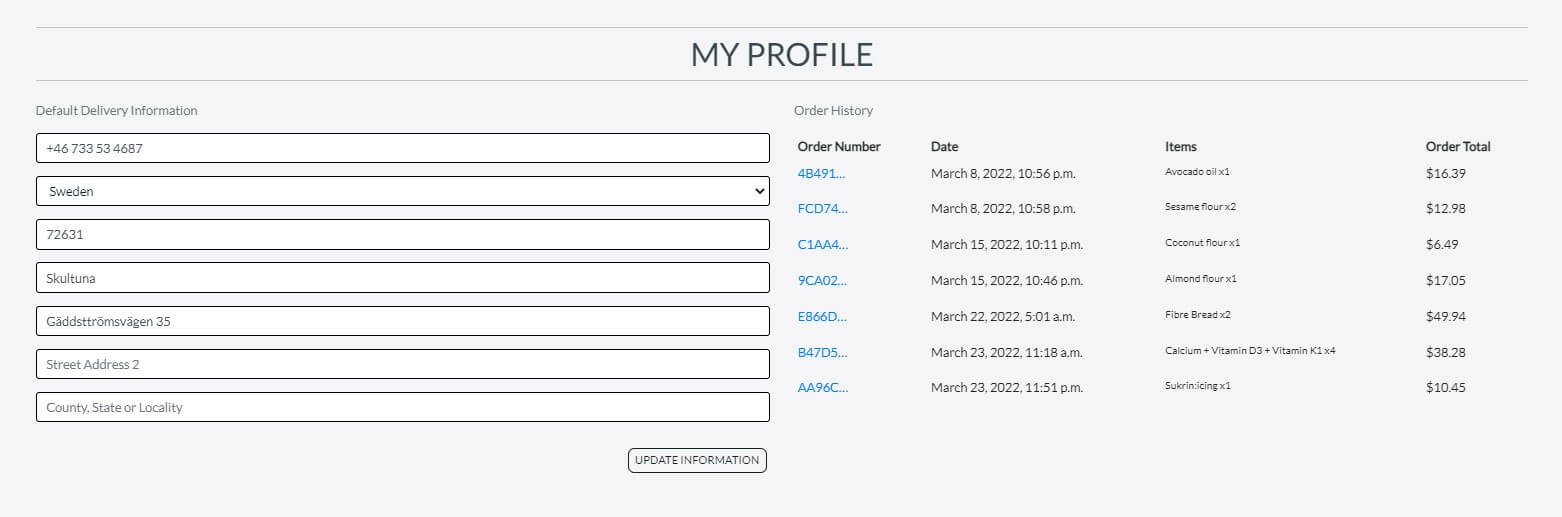 MY PROFILE
Default Delivery Information
+46 733 53 4687
Sweden
72631
Skultuna
Gäddsttrömsvägen 35
Street Address 2
County, State or Locality
UPDATE INFORMATION
Order History
Order Number Date Items Order Total
4B491... March 8, 2022, 10:56 p.m. Avocado oil x1 $16.39
FCD74... March 8, 2022, 10:58 p.m. Sesame flour x2 $12.98
C1AA4... March 15, 2022, 10:11 p.m. Coconut flour x1 $6.49
9CA02... March 15, 2022, 10:46 p.m. Almond flour x1 $17.05
E866D... March 22, 2022, 5:01 a.m. Fibre Bread x2 $49.94
B47D5... March 23, 2022, 11:18 a.m. Calcium + Vitamin D3 + Vitamin K1 x4 $38.28
AA96C... March 23, 2022, 11:51 p.m. Sukrin:icing x1 $10.45